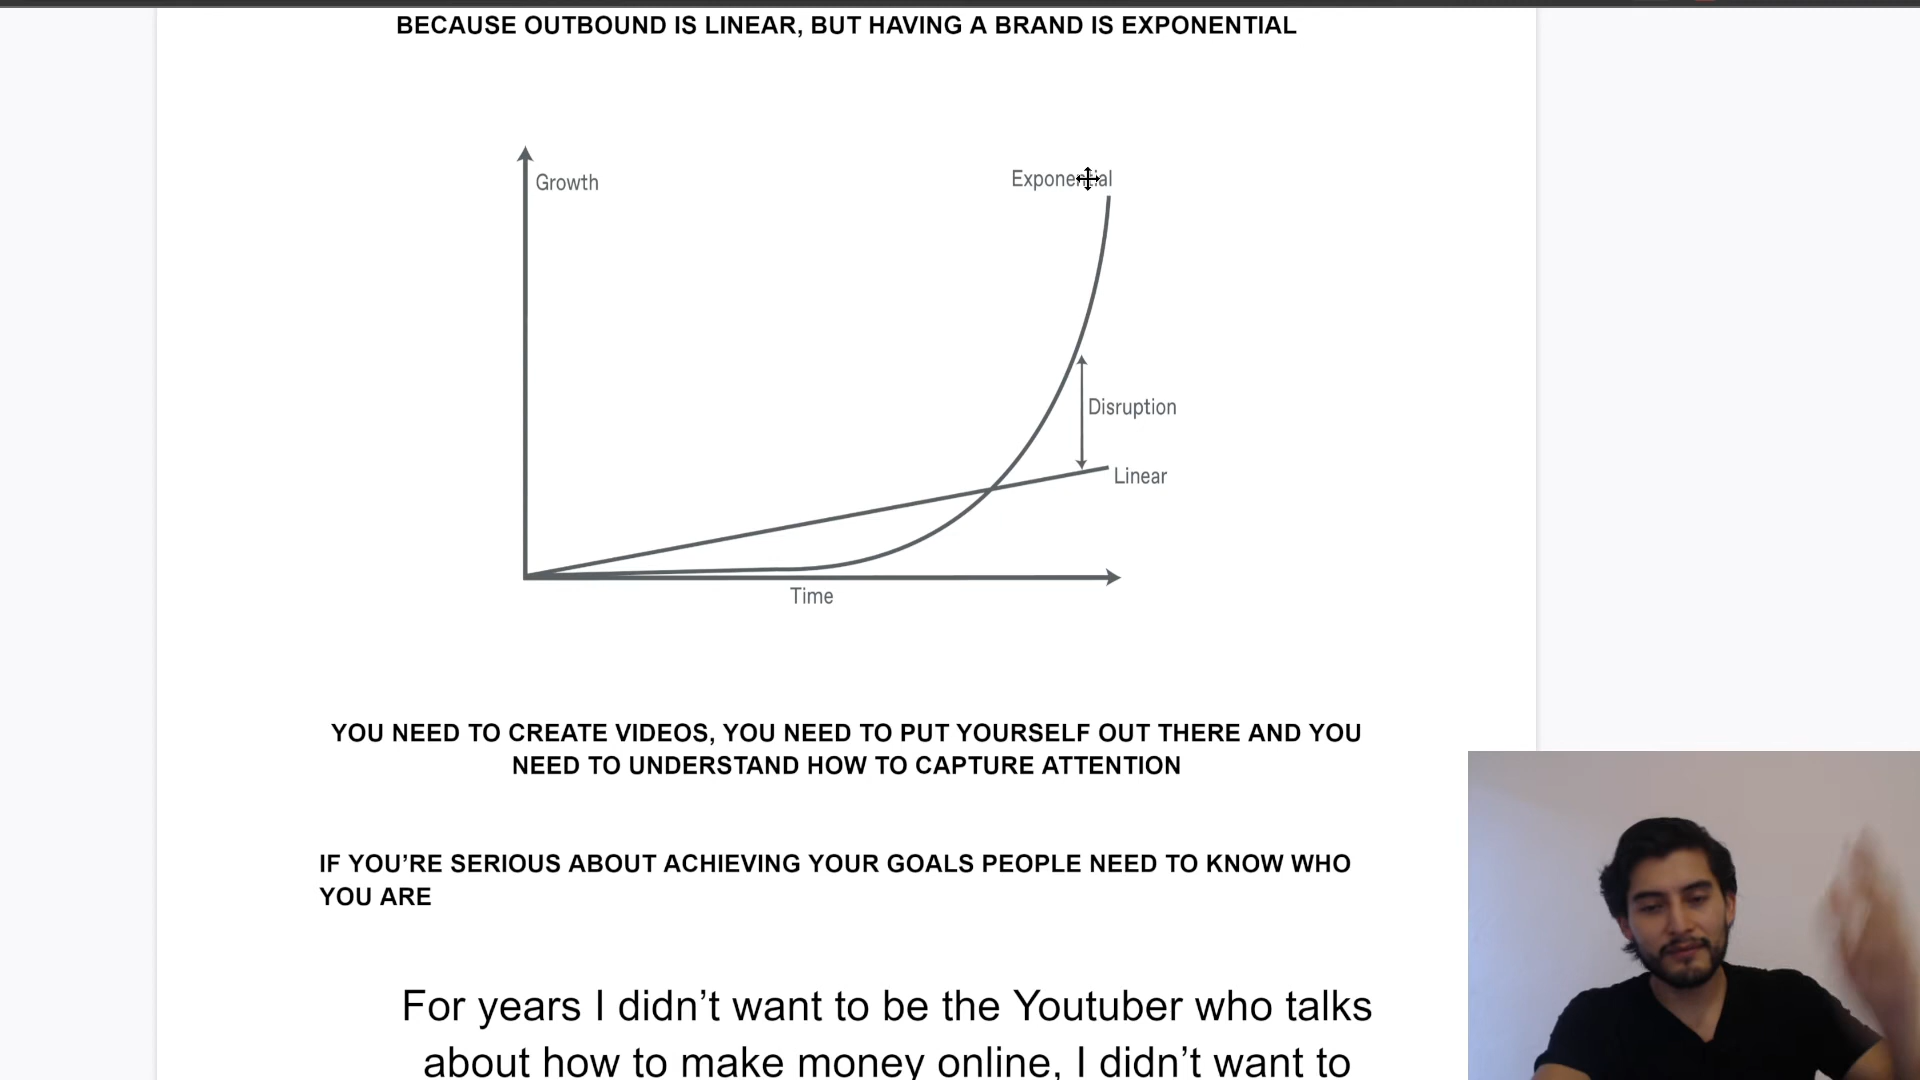 BECAUSE OUTBOUND IS LINEAR, BUT HAVING A BRAND IS EXPONENTIAL
Growth
Exponential
Disruption
Linear
Time
YOU NEED TO CREATE VIDEOS, YOU NEED TO PUT YOURSELF OUT THERE AND YOU
NEED TO UNDERSTAND HOW TO CAPTURE ATTENTION
IF YOU’RE SERIOUS ABOUT ACHIEVING YOUR GOALS PEOPLE NEED TO KNOW WHO
YOU ARE
For years I didn’t want to be the Youtuber who talks
about how to make money online, I didn’t want to